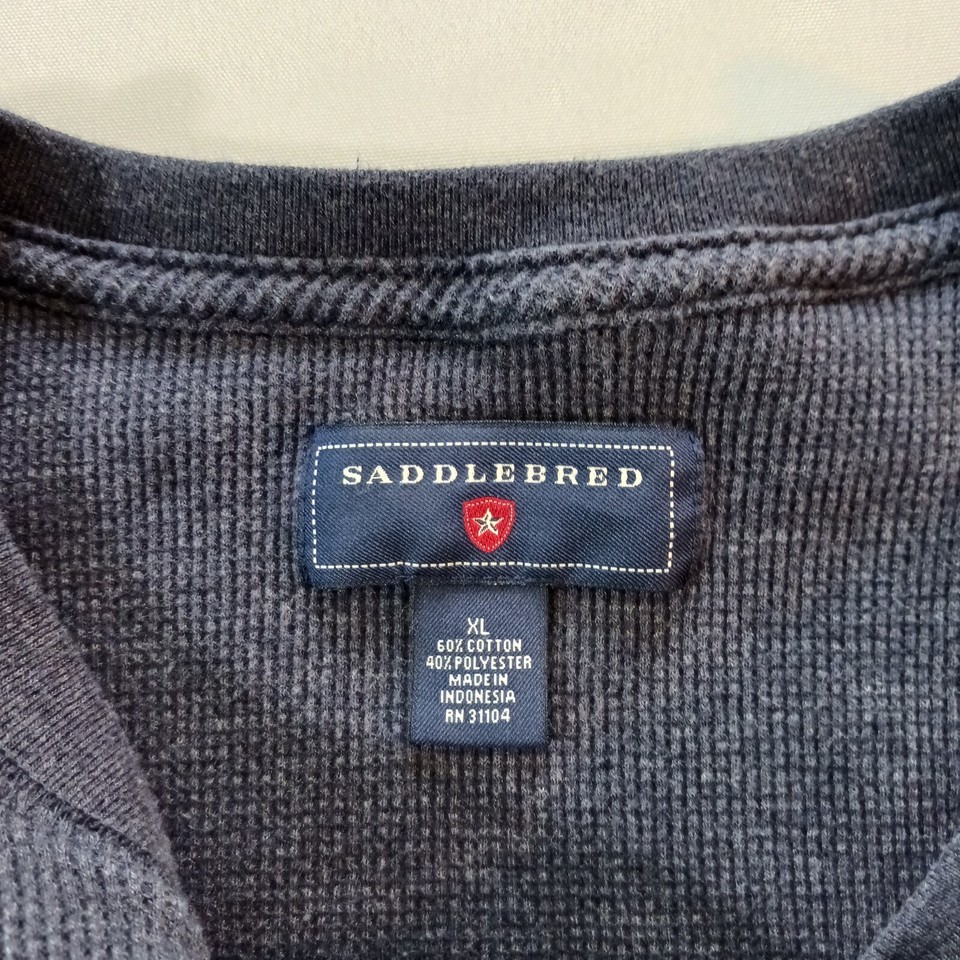 SADDLEBRED
XL
60% COTTON
40% POLYESTER
MADE IN
INDONESIA
RN 31104